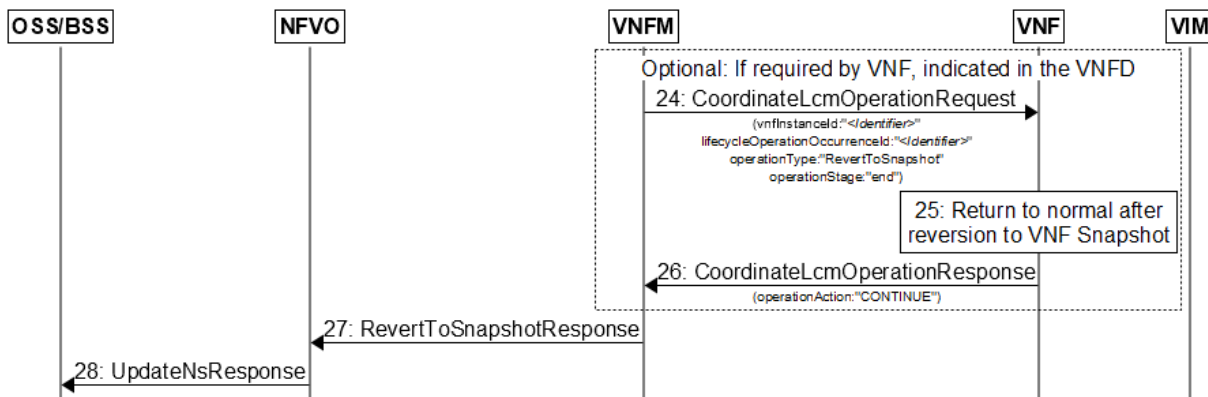 OSS/BSS NFVO VNFM VNF VIM
Optional: If required by VNF, indicated in the VNFD
24: CoordinateLcmOperationRequest
(vnfInstanceId:"<Identifier>"
lifecycleOperationOccurrenceId:"<Identifier>"
operationType:"RevertToSnapshot"
operationStage:"end")
25: Return to normal after
reversion to VNF Snapshot
26: CoordinateLcmOperationResponse
(operationAction:"CONTINUE")
27: RevertToSnapshotResponse
28: UpdateNsResponse